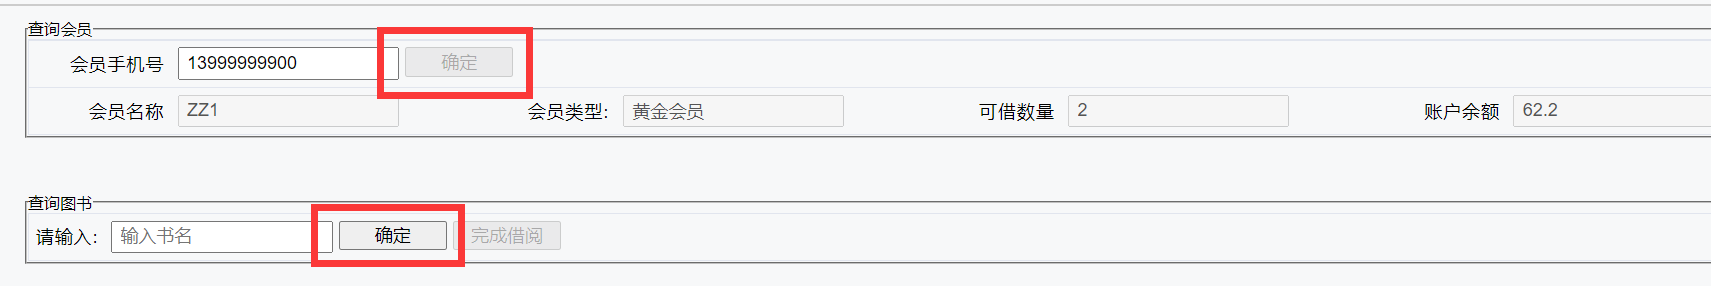 查询会员
会员手机号 13999999900 确定
会员名称 ZZ1 会员类型: 黄金会员 可借数量 2 账户余额 62.2
查询图书
请输入: 输入书名 确定 完成借阅